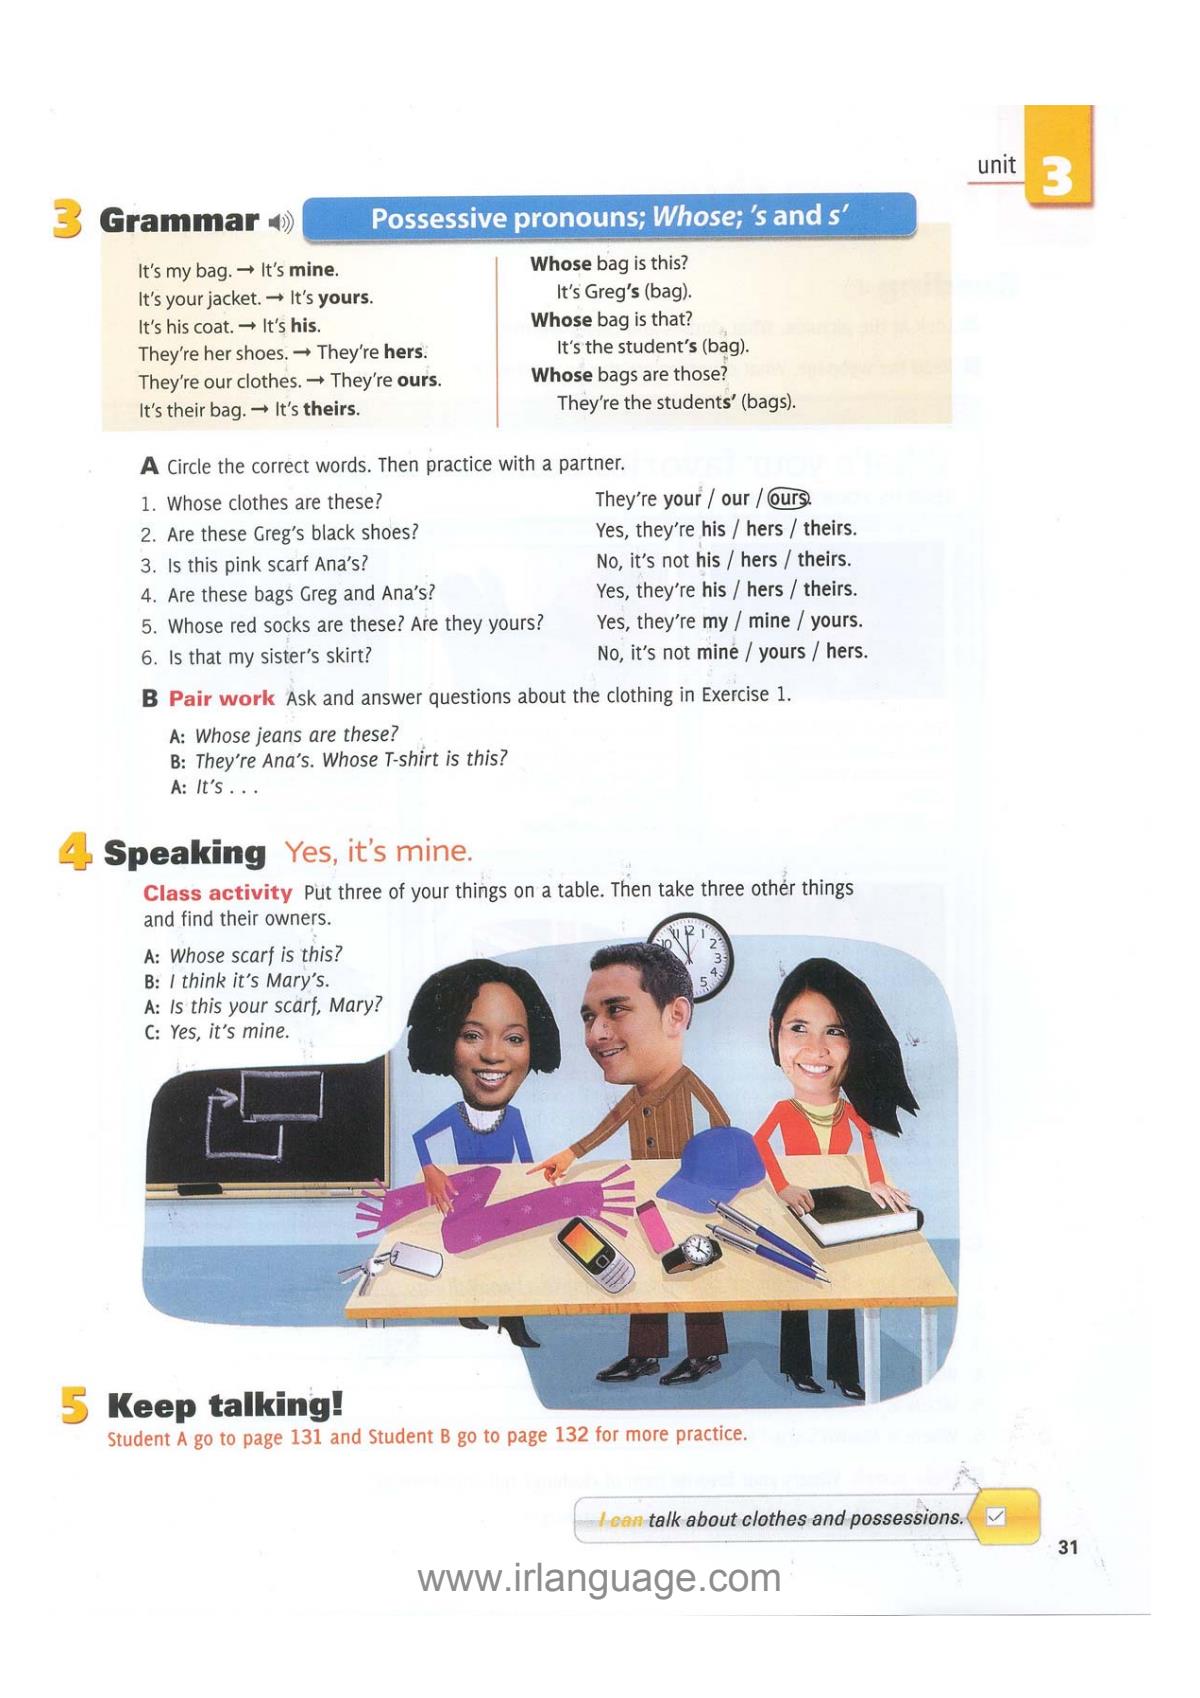 unit 3
3 Grammar Possessive pronouns; Whose; 's and s'
It's my bag. → It's mine.
It's your jacket. → It's yours.
It's his coat. → It's his.
They're her shoes. → They're hers.
They're our clothes. → They're ours.
It's their bag. → It's theirs.
Whose bag is this?
It's Greg's (bag).
Whose bag is that?
It's the student's (bag).
Whose bags are those?
They're the students' (bags).
A Circle the correct words. Then practice with a partner.
1. Whose clothes are these? They're your / our / ours.
2. Are these Greg's black shoes? Yes, they're his / hers / theirs.
3. Is this pink scarf Ana's? No, it's not his / hers / theirs.
4. Are these bags Greg and Ana's? Yes, they're his / hers / theirs.
5. Whose red socks are these? Are they yours? Yes, they're my / mine / yours.
6. Is that my sister's skirt? No, it's not mine / yours / hers.
B Pair work Ask and answer questions about the clothing in Exercise 1.
A: Whose jeans are these?
B: They're Ana's. Whose T-shirt is this?
A: It's . . .
4 Speaking Yes, it's mine.
Class activity Put three of your things on a table. Then take three other things
and find their owners.
A: Whose scarf is this?
B: I think it's Mary's.
A: Is this your scarf, Mary?
C: Yes, it's mine.
10 11 12 1
2
3
4
5
5 Keep talking!
Student A go to page 131 and Student B go to page 132 for more practice.
I can talk about clothes and possessions.
31
www.irlanguage.com